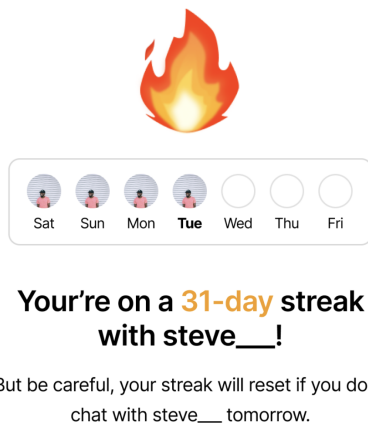 Sat Sun Mon Tue Wed Thu Fri
Your’re on a 31-day streak
with steve___!
But be careful, your streak will reset if you do
chat with steve___ tomorrow.